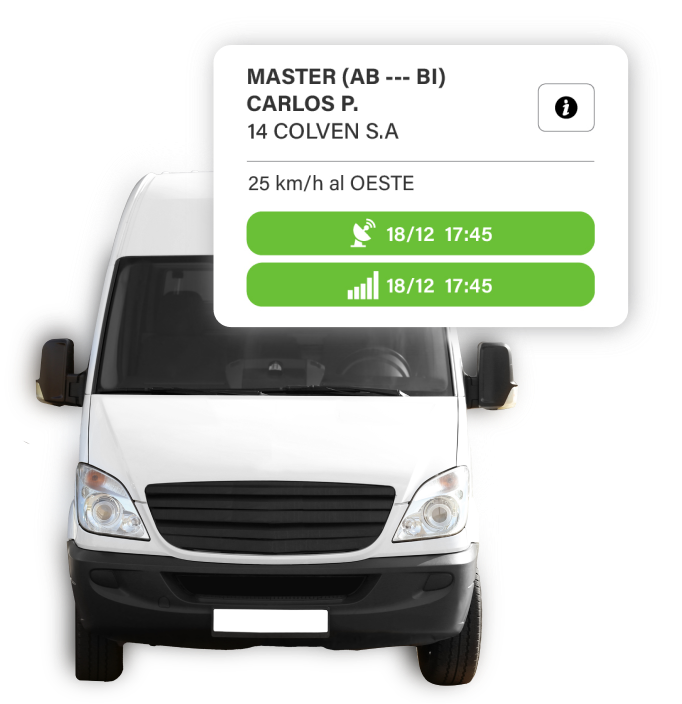 MASTER (AB --- BI)
CARLOS P.
14 COLVEN S.A
25 km/h al OESTE
18/12 17:45
18/12 17:45